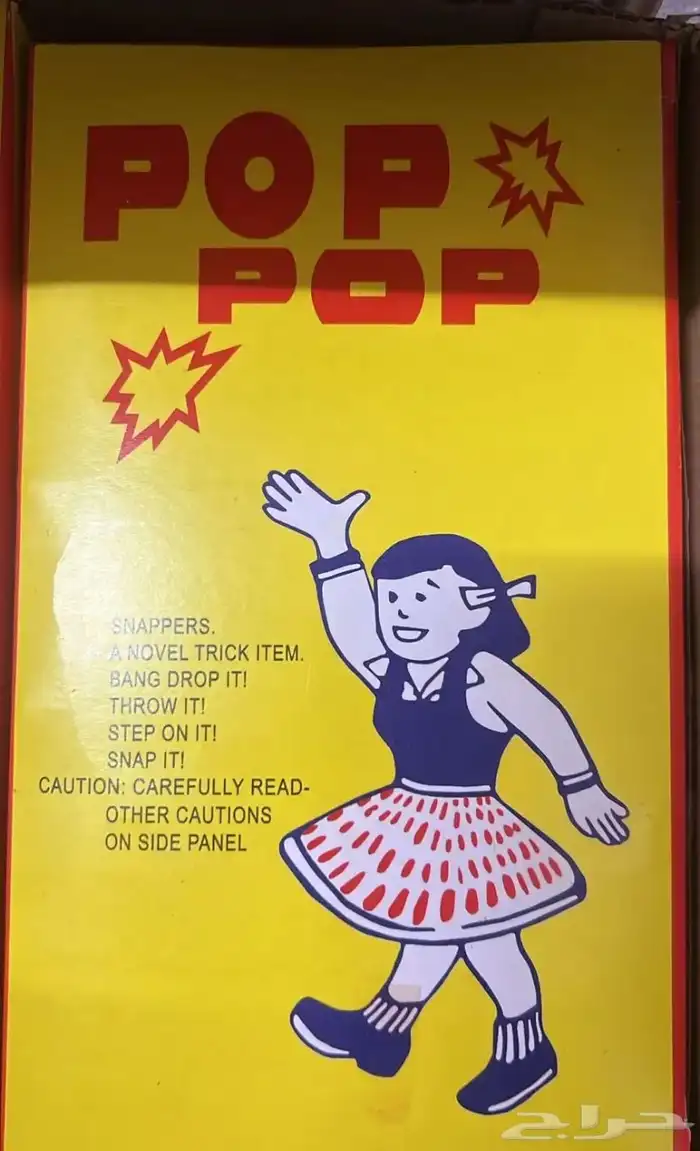 POP
POP
SNAPPERS.
A NOVEL TRICK ITEM.
BANG DROP IT!
THROW IT!
STEP ON IT!
SNAP IT!
CAUTION: CAREFULLY READ-
OTHER CAUTIONS
ON SIDE PANEL
حراج